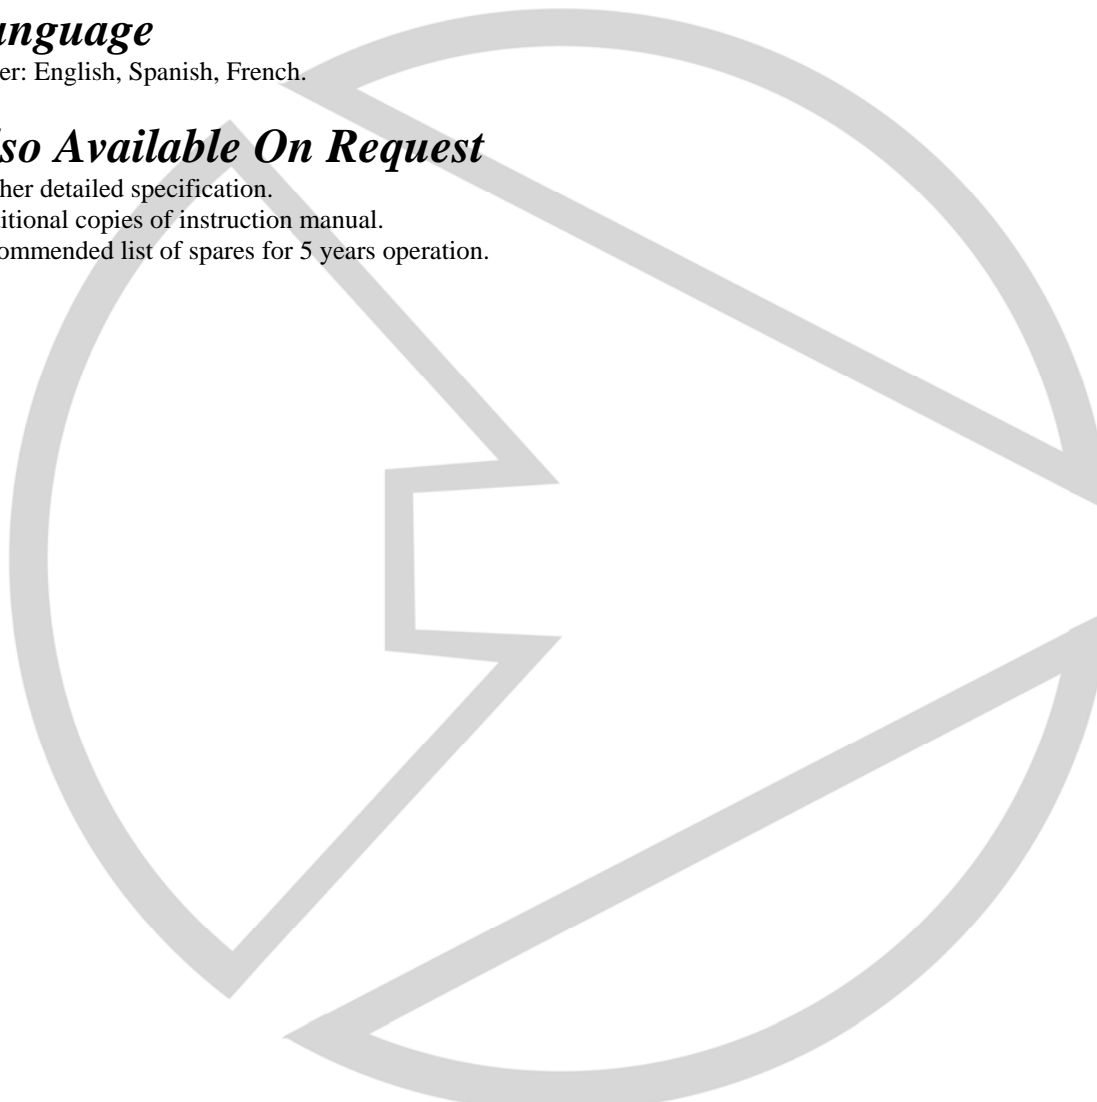 anguage
er: English, Spanish, French.
so Available On Request
her detailed specification.
itional copies of instruction manual.
ommended list of spares for 5 years operation.